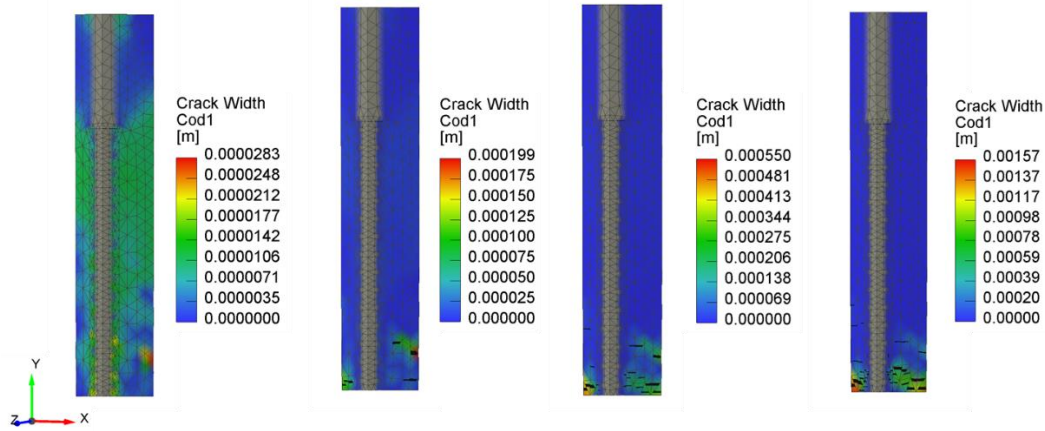 Crack Width
Cod1
[m]
0.0000283
0.0000248
0.0000212
0.0000177
0.0000142
0.0000106
0.0000071
0.0000035
0.0000000
Crack Width
Cod1
[m]
0.000199
0.000175
0.000150
0.000125
0.000100
0.000075
0.000050
0.000025
0.000000
Crack Width
Cod1
[m]
0.000550
0.000481
0.000413
0.000344
0.000275
0.000206
0.000138
0.000069
0.000000
Crack Width
Cod1
[m]
0.00157
0.00137
0.00117
0.00098
0.00078
0.00059
0.00039
0.00020
0.00000
Y
Z
X